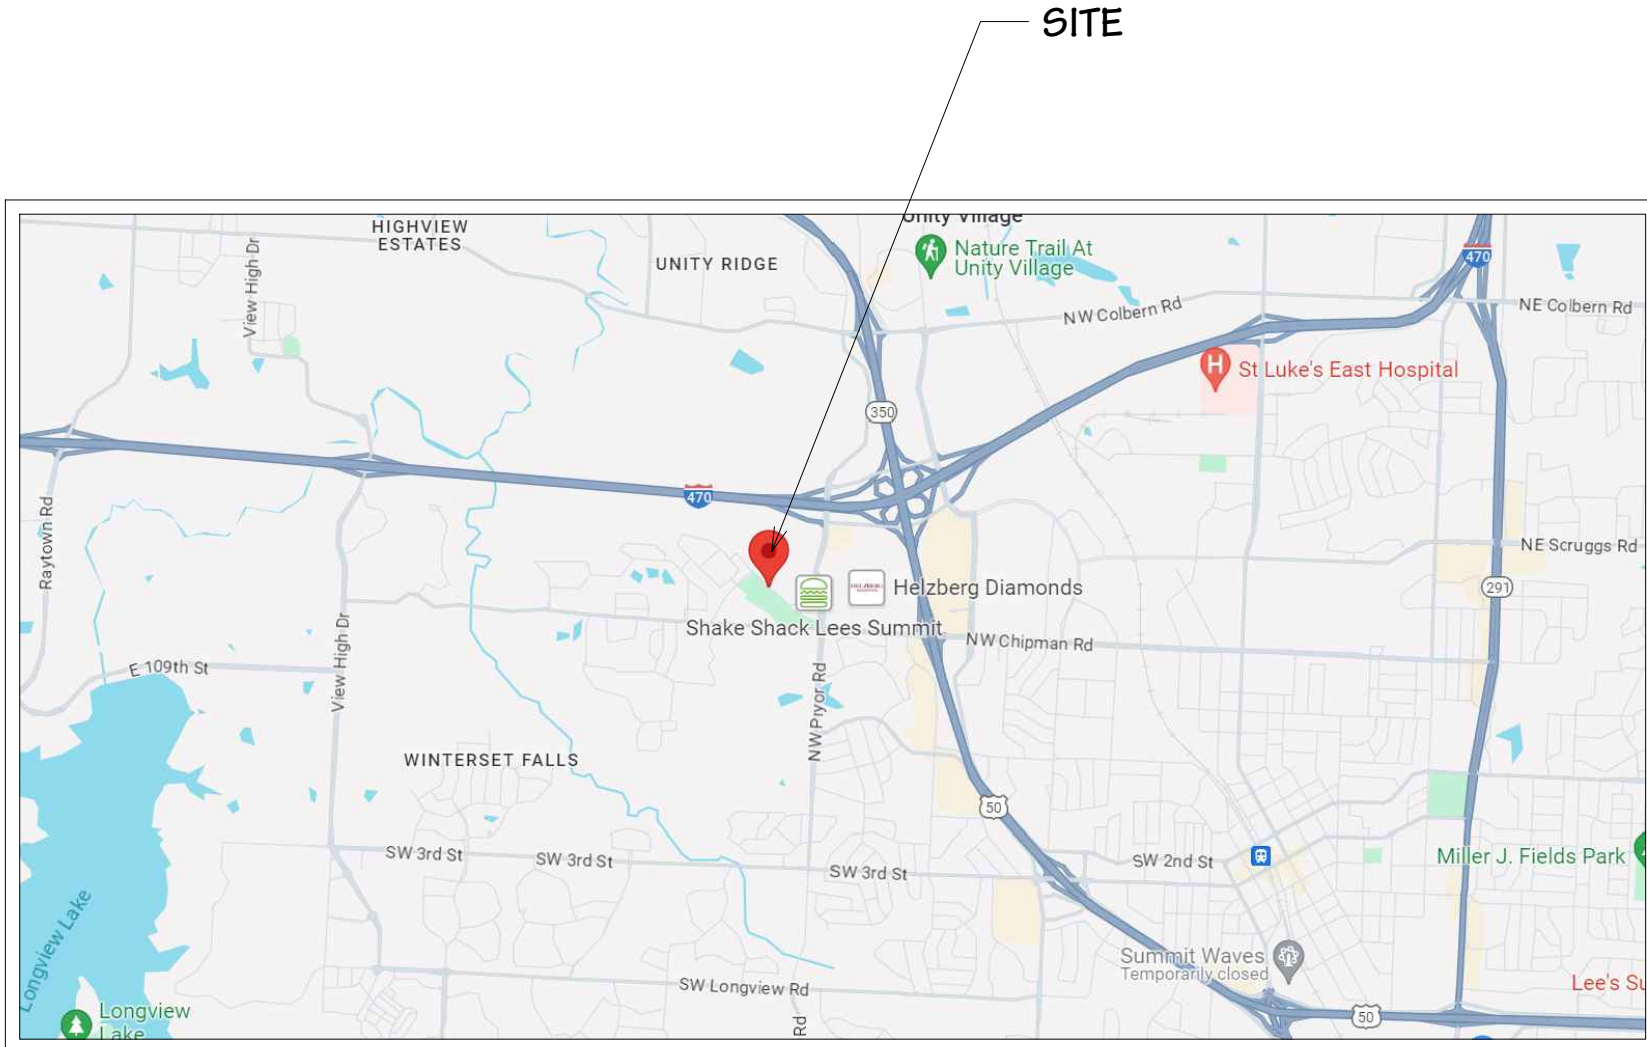 SITE
Unity Village
HIGHVIEW
ESTATES
UNITY RIDGE
Nature Trail At
Unity Village
470
View High Dr
NW Colbern Rd
NE Colbern Rd
St Luke's East Hospital
H
350
470
Raytown Rd
NE Scruggs Rd
291
Helzberg Diamonds
Shake Shack Lees Summit
NW Chipman Rd
E 109th St
View High Dr
NW Pryor Rd
WINTERSET FALLS
50
SW 3rd St
SW 3rd St
SW 3rd St
SW 2nd St
Miller J. Fields Park
Longview Lake
Summit Waves
Temporarily closed
SW Longview Rd
Lee's Su
Longview
Lake
Rd
50